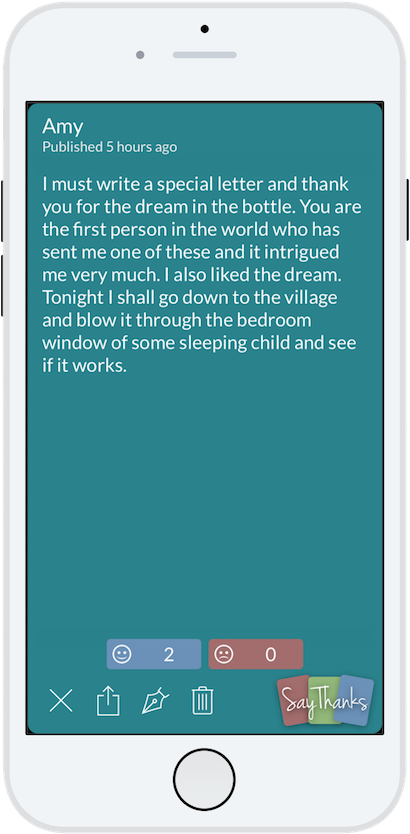 Amy
Published 5 hours ago
I must write a special letter and thank
you for the dream in the bottle. You are
the first person in the world who has
sent me one of these and it intrigued
me very much. I also liked the dream.
Tonight I shall go down to the village
and blow it through the bedroom
window of some sleeping child and see
if it works.
2
0
SayThanks